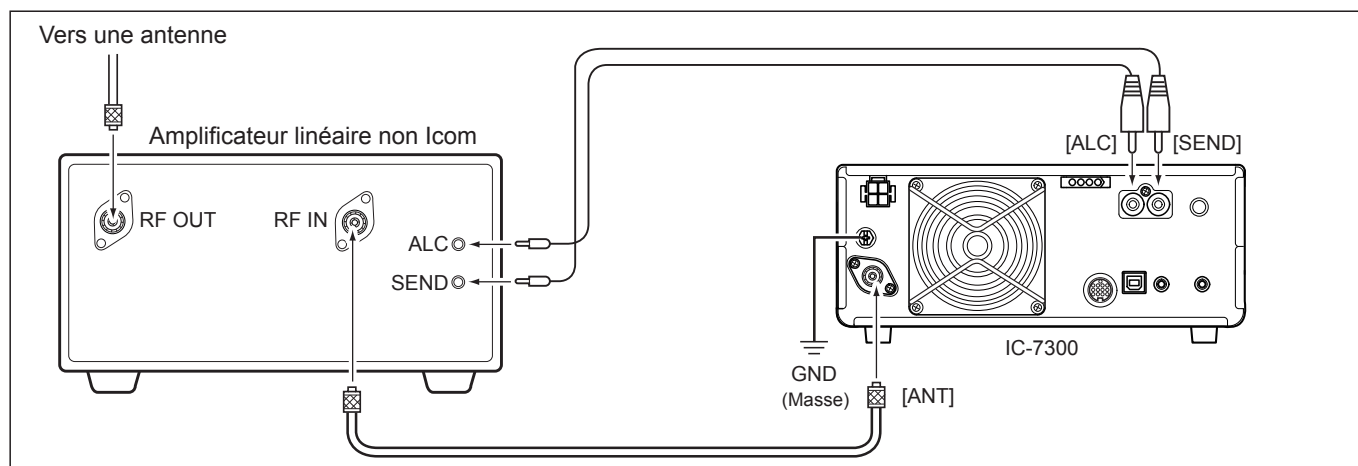 Vers une antenne
Amplificateur linéaire non Icom
RF OUT
RF IN
ALC
SEND
[ALC]
[SEND]
IC-7300
GND
(Masse)
[ANT]